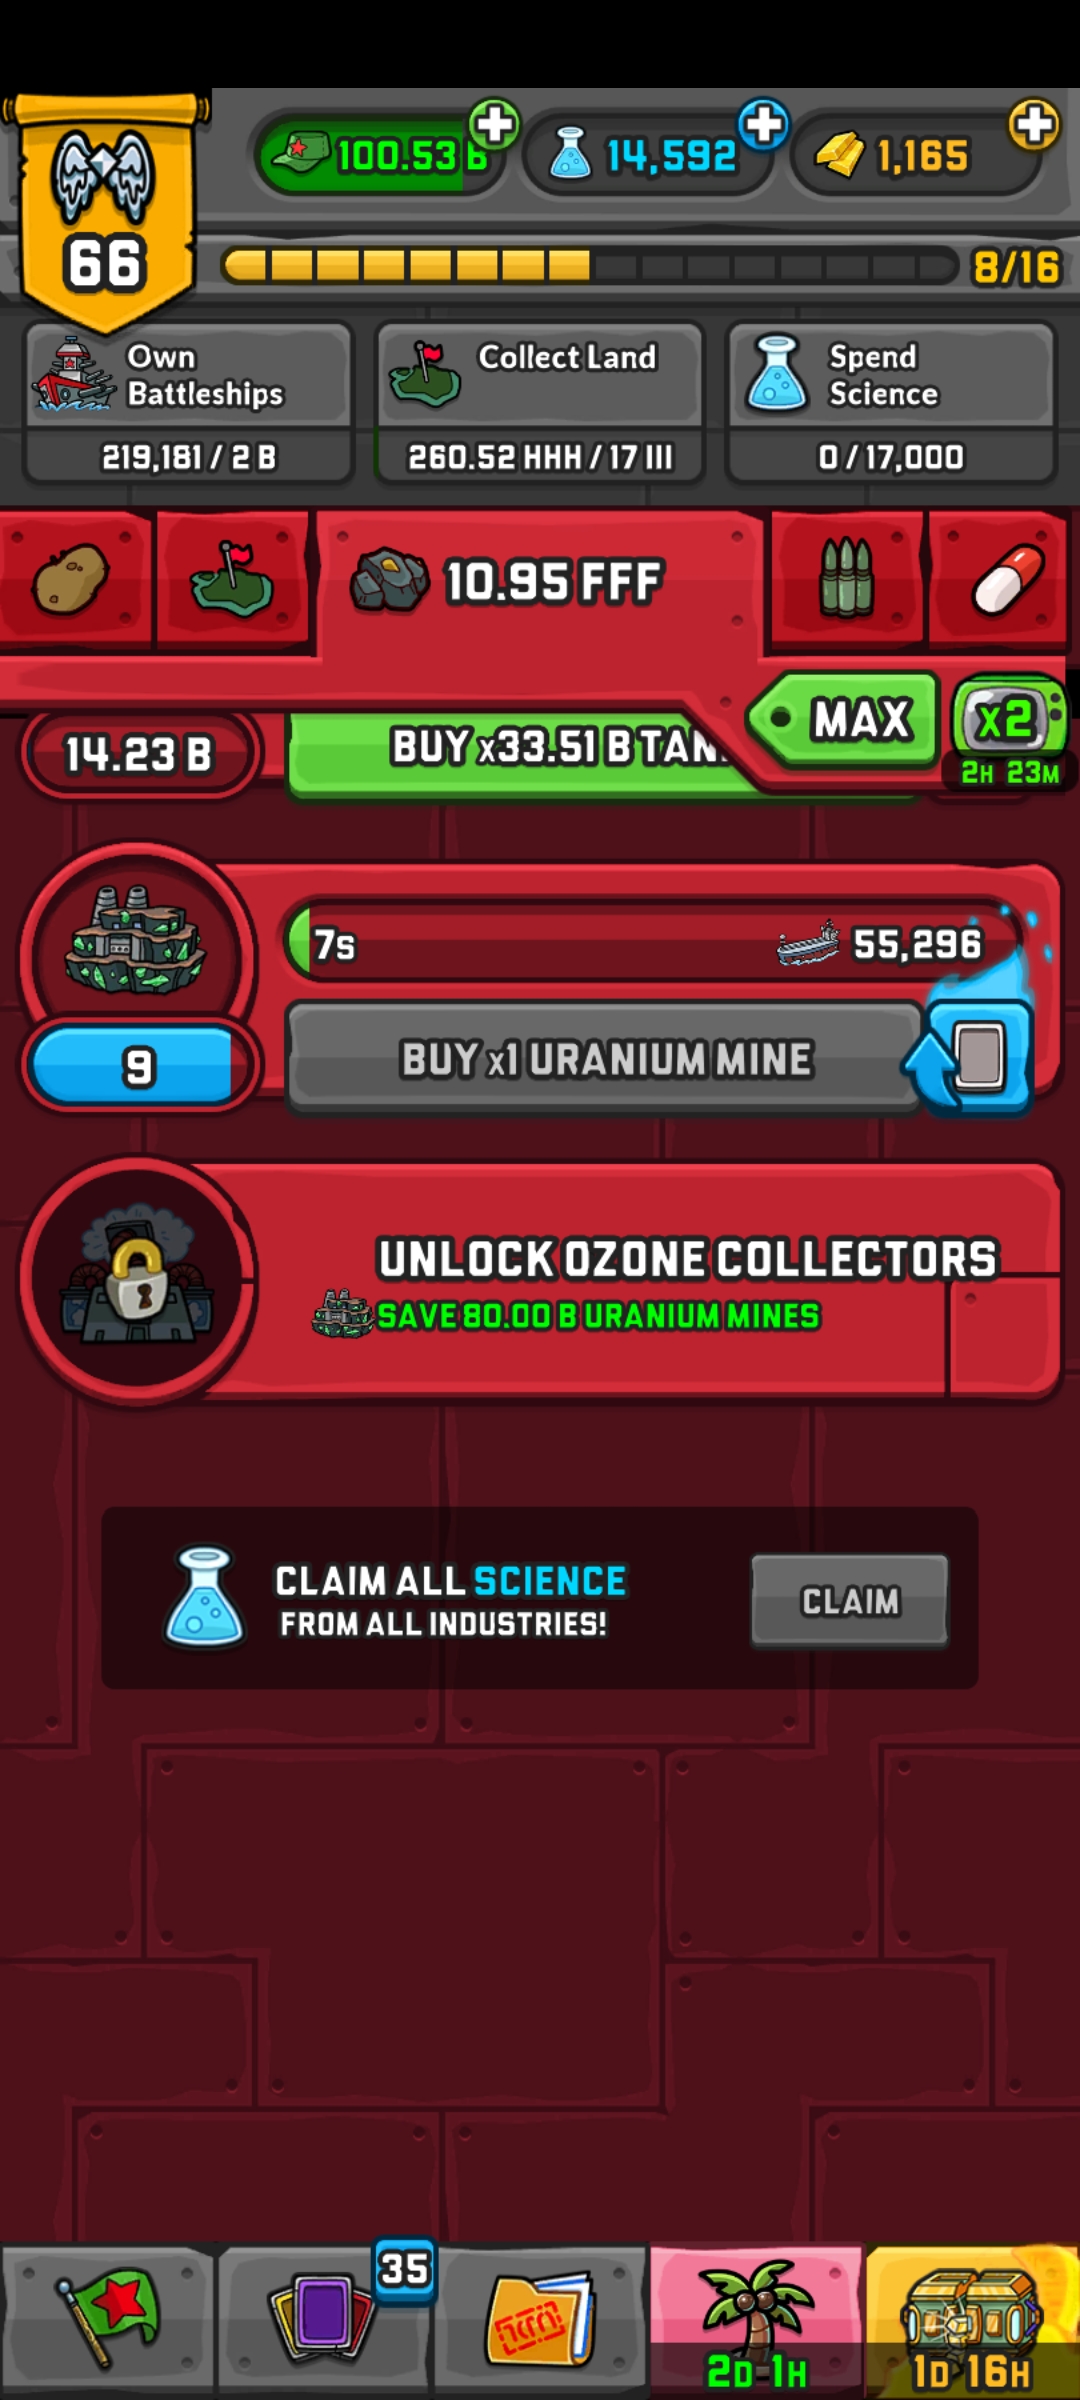 100.53 B
14,592
1,165
66
8/16
Own
Battleships
219,181 / 2 B
Collect Land
260.52 HHH / 17 III
Spend
Science
0 / 17,000
10.95 FFF
MAX
X2
2H 23M
14.23 B
BUY x33.51 B TAN
7s
55,296
9
BUY x1 URANIUM MINE
UNLOCK OZONE COLLECTORS
SAVE 80.00 B URANIUM MINES
CLAIM ALL SCIENCE
FROM ALL INDUSTRIES!
CLAIM
35
2D 1H
1D 16H